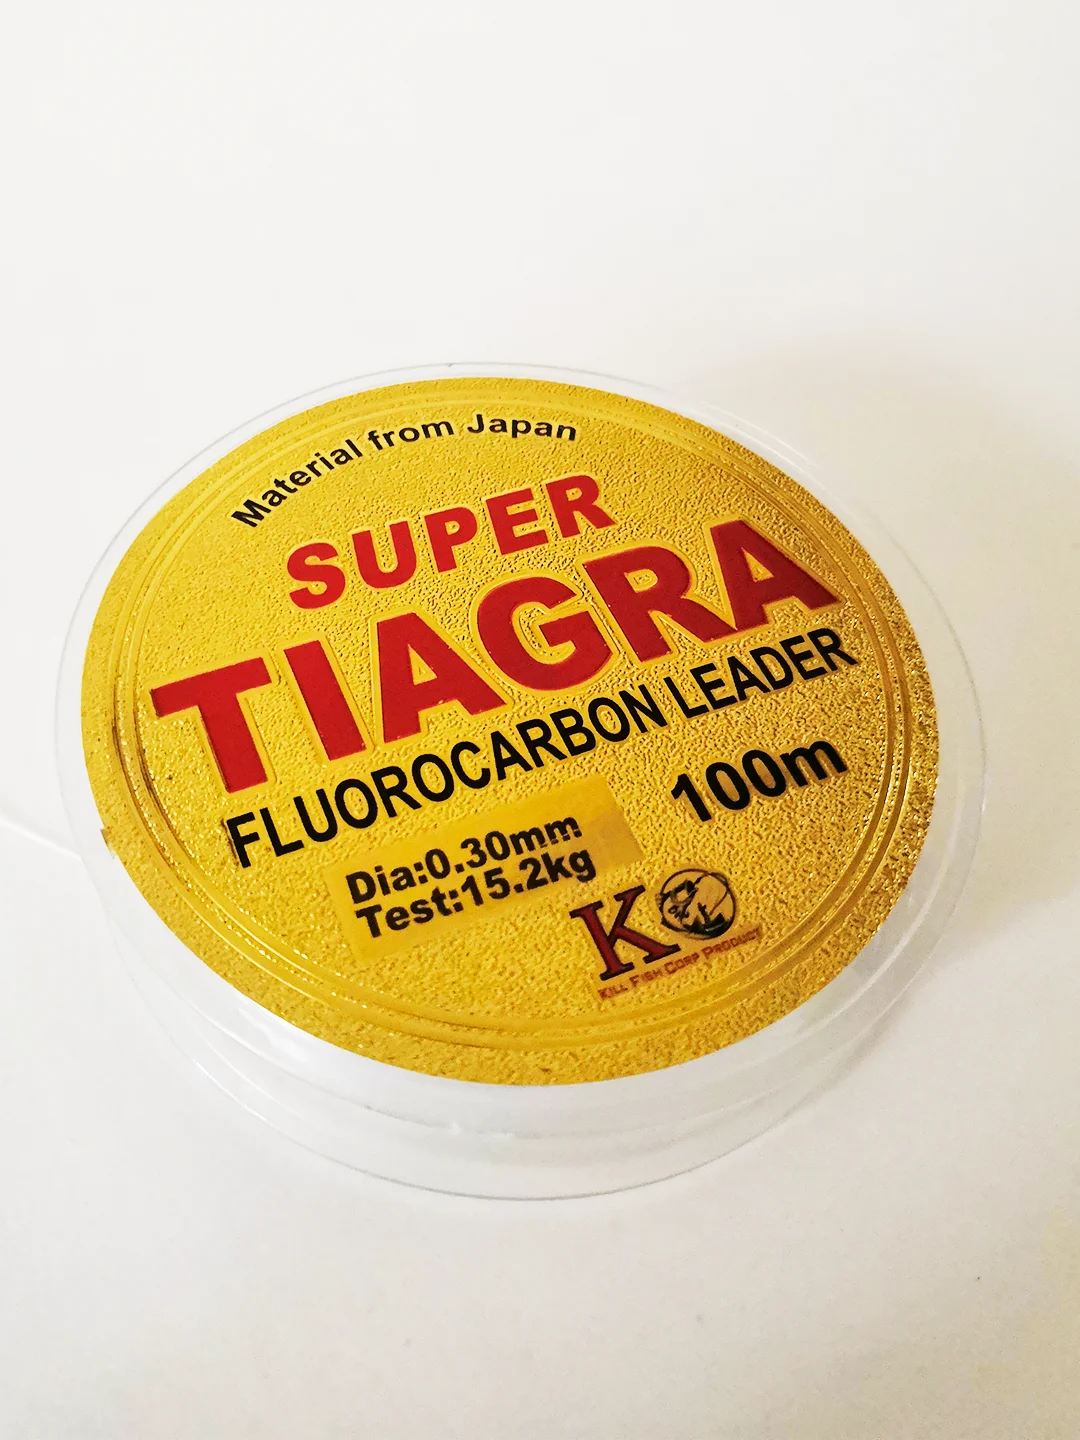 Material from Japan
SUPER
TIAGRA
FLUOROCARBON LEADER
100m
Dia:0.30mm
Test:15.2kg
K
KILL FISH CORP PRODUCT